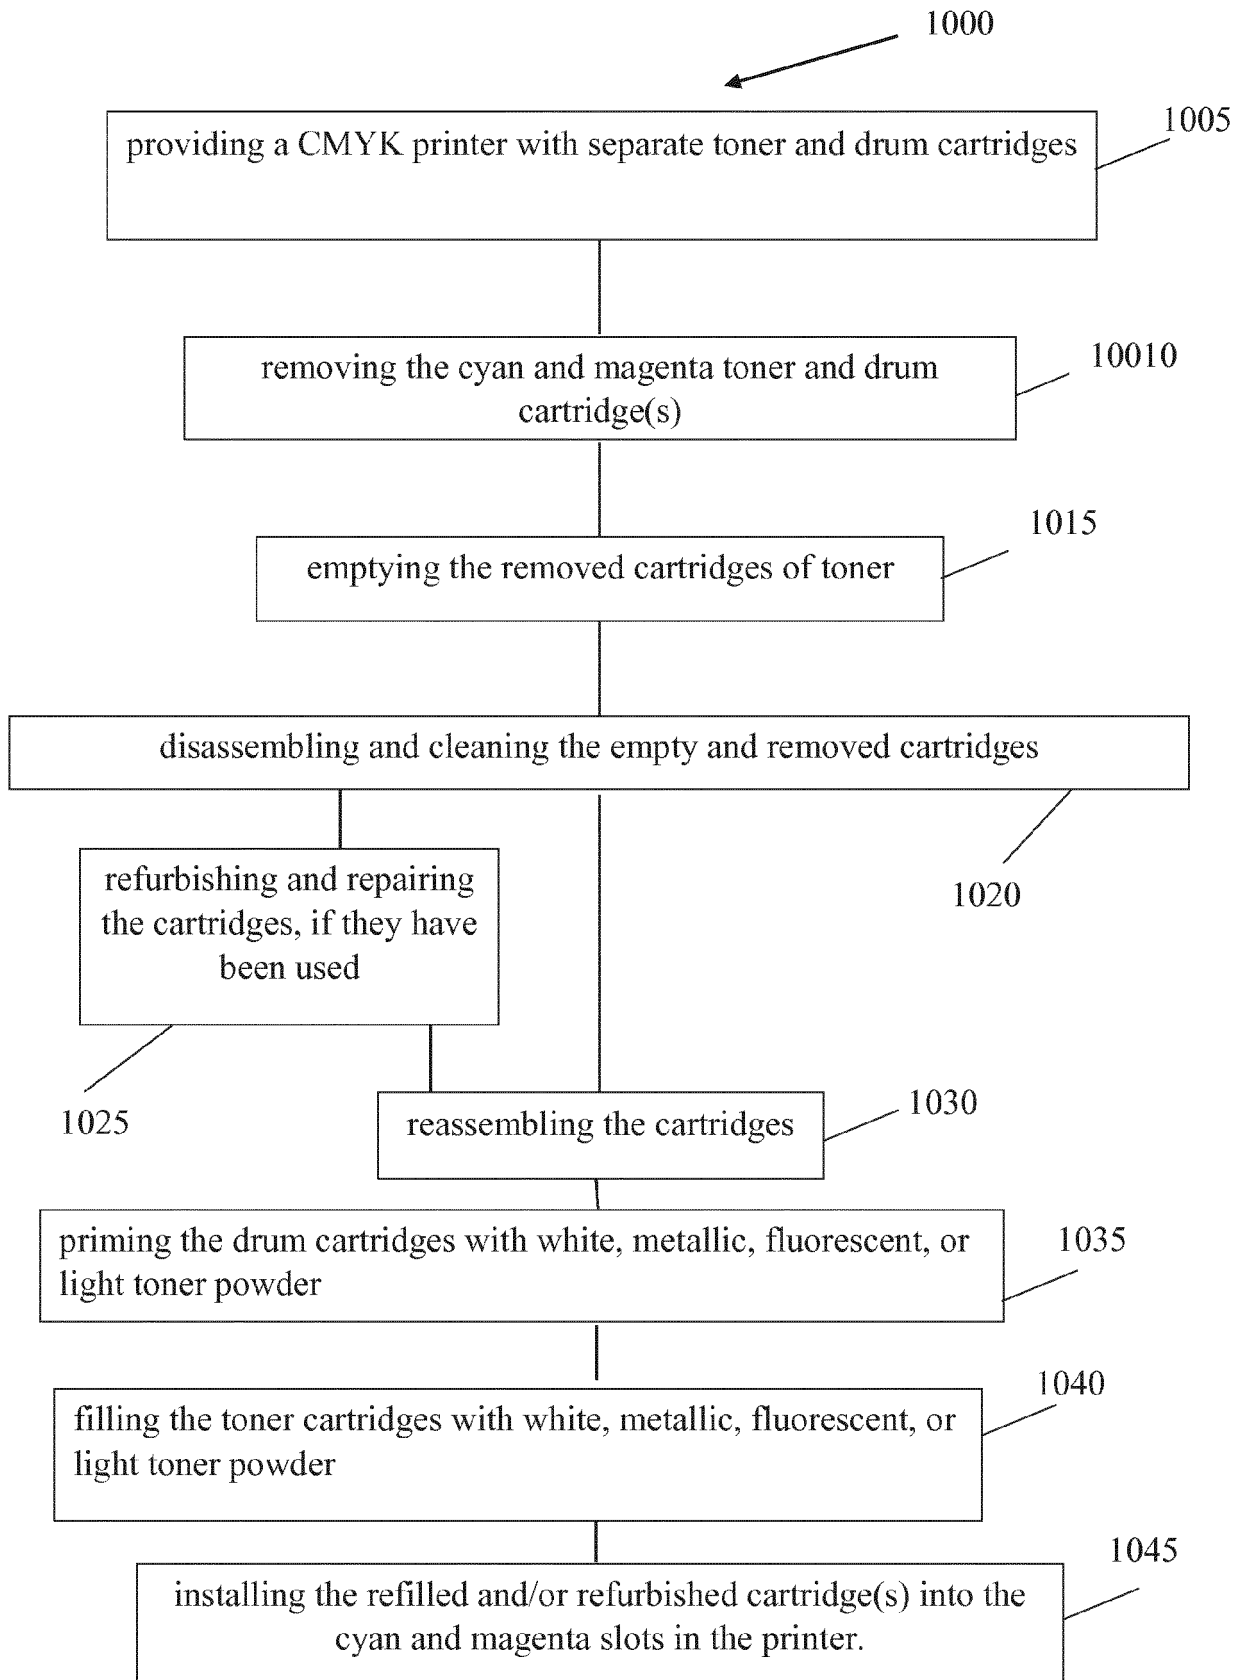 1000
1005
providing a CMYK printer with separate toner and drum cartridges
10010
removing the cyan and magenta toner and drum
cartridge(s)
1015
emptying the removed cartridges of toner
disassembling and cleaning the empty and removed cartridges
1020
refurbishing and repairing
the cartridges, if they have
been used
1025
1030
reassembling the cartridges
priming the drum cartridges with white, metallic, fluorescent, or
light toner powder
1035
1040
filling the toner cartridges with white, metallic, fluorescent, or
light toner powder
1045
installing the refilled and/or refurbished cartridge(s) into the
cyan and magenta slots in the printer.